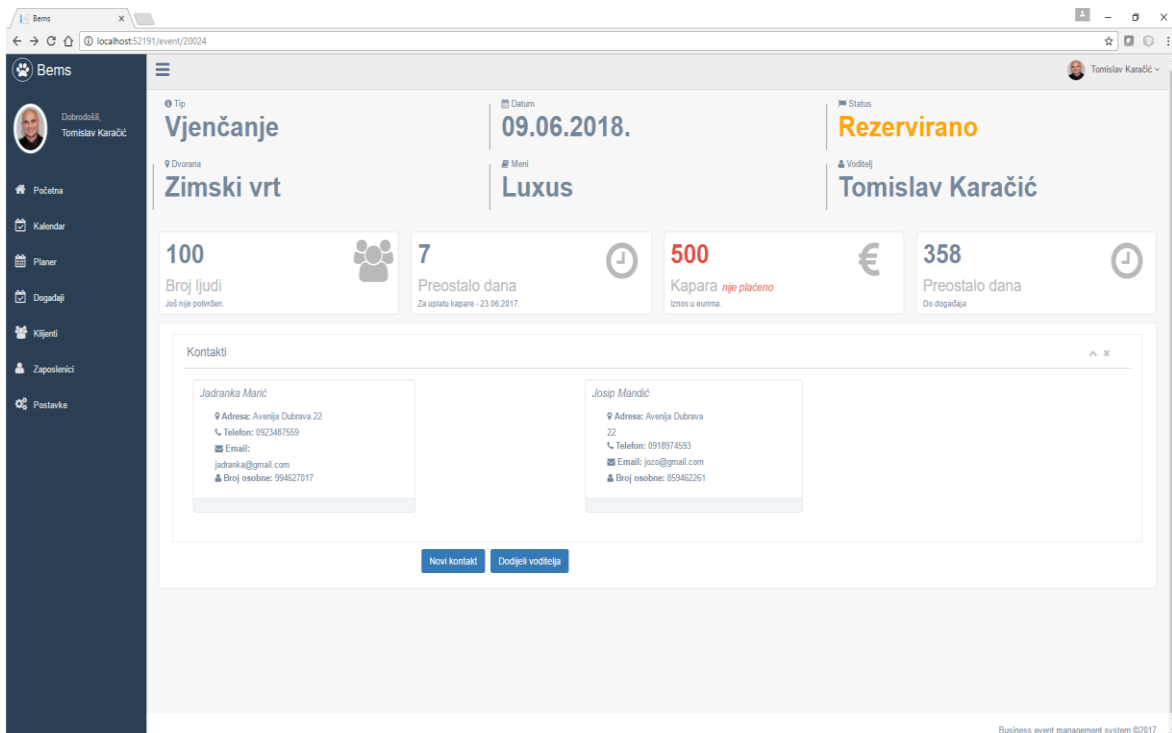 Bems
localhost:52191/event/20024
Bems
Tomislav Karačić
Dobrodošli,
Tomislav Karačić
Početna
Kalendar
Planer
Događaji
Klijenti
Zaposlenici
Postavke
Tip
Vjenčanje
Datum
09.06.2018.
Status
Rezervirano
Dvorana
Zimski vrt
Meni
Luxus
Voditelj
Tomislav Karačić
100
Broj ljudi
Još nije potvrđen.
7
Preostalo dana
Za uplatu kapare - 23.06.2017.
500
Kapara nije plaćeno
Iznos u eurima.
€
358
Preostalo dana
Do događaja
Kontakti
Jadranka Marić
Adresa: Avenija Dubrava 22
Telefon: 0923487559
Email:
jadranka@gmail.com
Broj osobne: 994627017
Josip Mandić
Adresa: Avenija Dubrava
22
Telefon: 0918974593
Email: jozo@gmail.com
Broj osobne: 859462261
Novi kontakt
Dodijeli voditelja
Business event management system ©2017